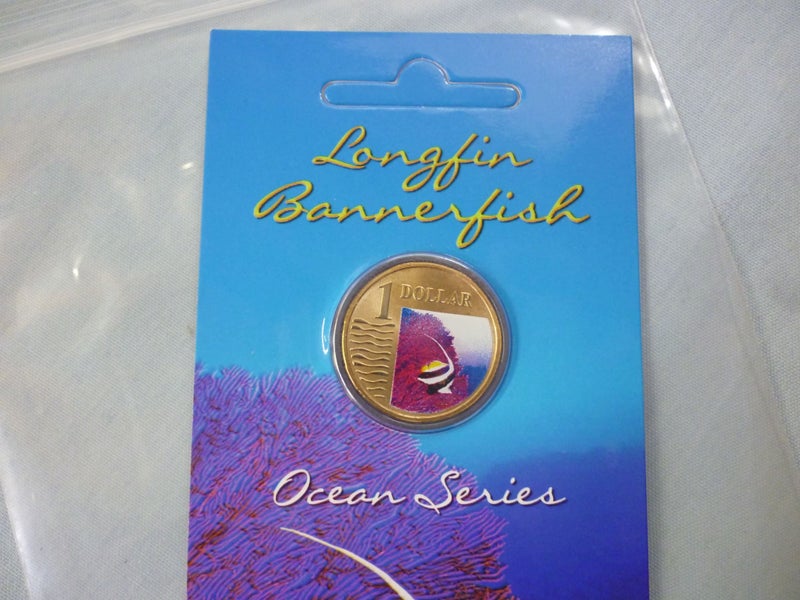 Longfin
Bannerfish
1 DOLLAR
Ocean Series